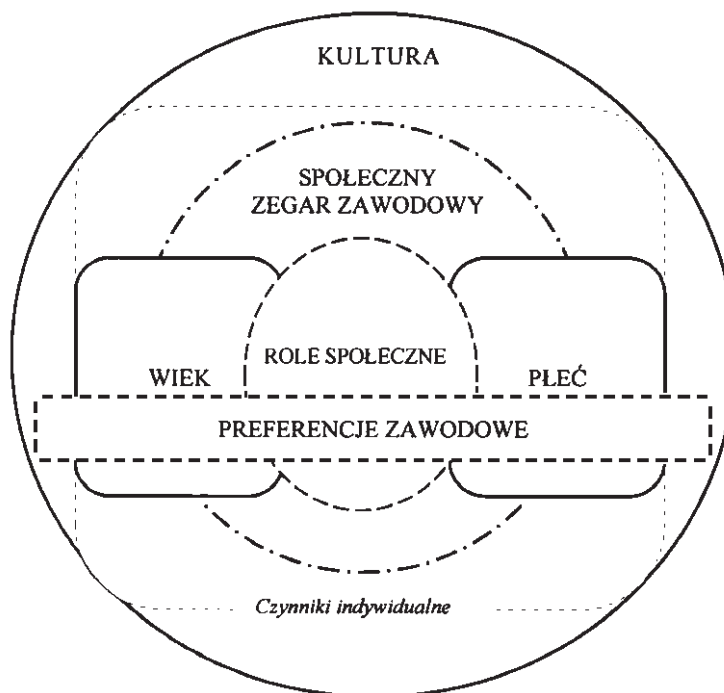 KULTURA
SPOŁECZNY
ZEGAR ZAWODOWY
ROLE SPOŁECZNE
WIEK
PŁEĆ
PREFERENCJE ZAWODOWE
Czynniki indywidualne